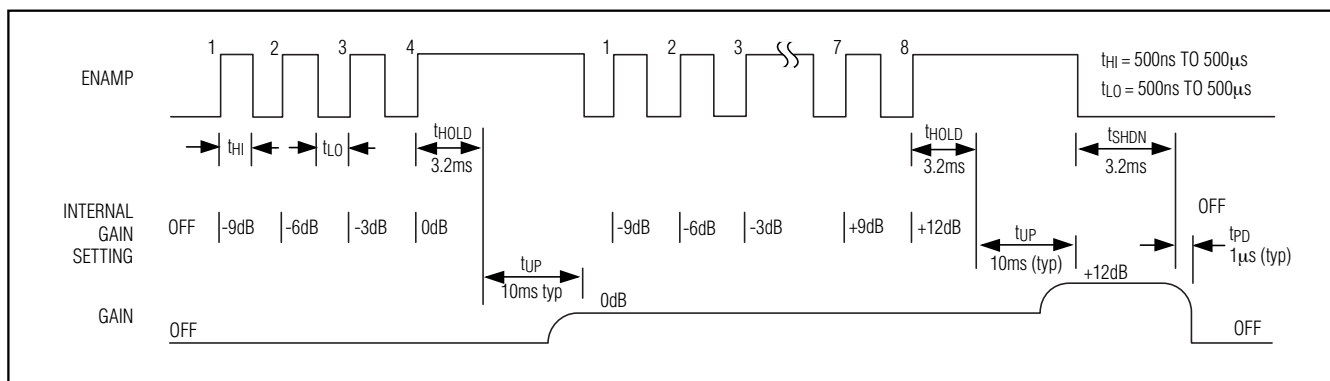 1 2 3 4 1 2 3 7 8
ENAMP
tHI = 500ns TO 500μs
tLO = 500ns TO 500μs
tHI tLO tHOLD tHOLD tSHDN
3.2ms 3.2ms 3.2ms
INTERNAL
GAIN
SETTING
OFF -9dB -6dB -3dB 0dB -9dB -6dB -3dB +9dB +12dB
OFF
tUP
10ms typ
tUP
10ms (typ)
tPD
1μs (typ)
GAIN
OFF
0dB
+12dB
OFF